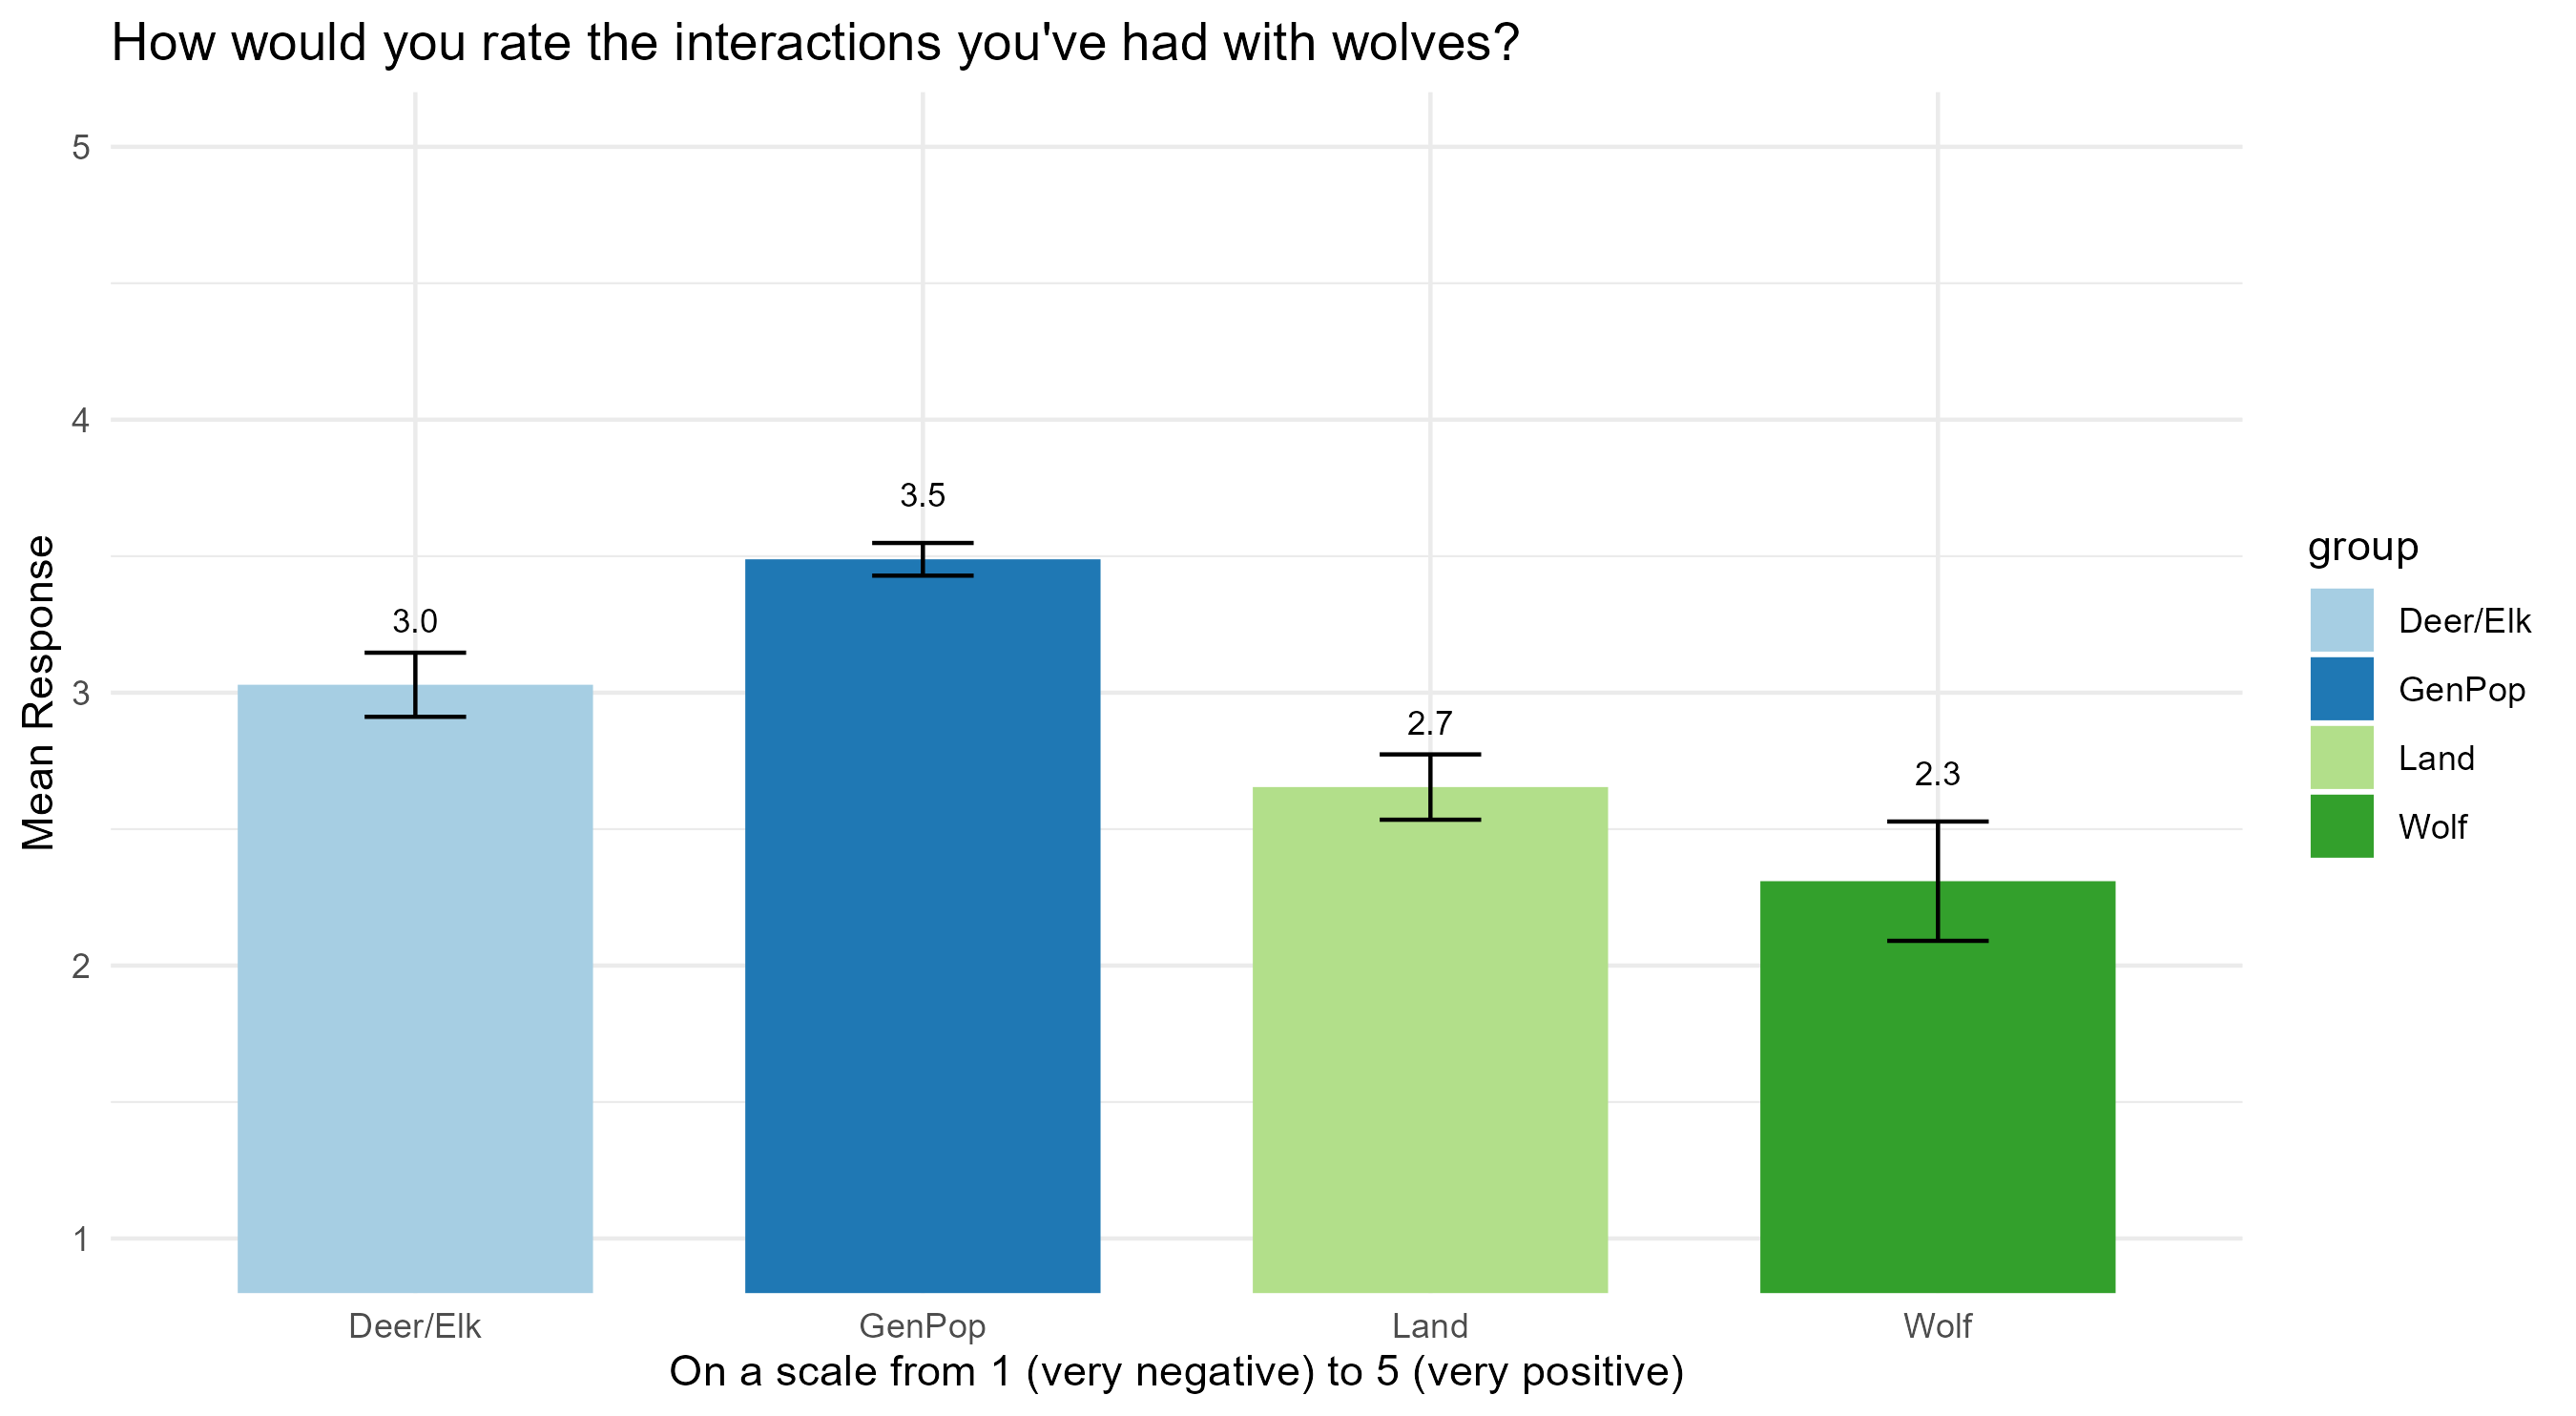 How would you rate the interactions you've had with wolves?
5
4
3
2
1
Mean Response
3.0
3.5
2.7
2.3
Deer/Elk
GenPop
Land
Wolf
On a scale from 1 (very negative) to 5 (very positive)
group
Deer/Elk
GenPop
Land
Wolf